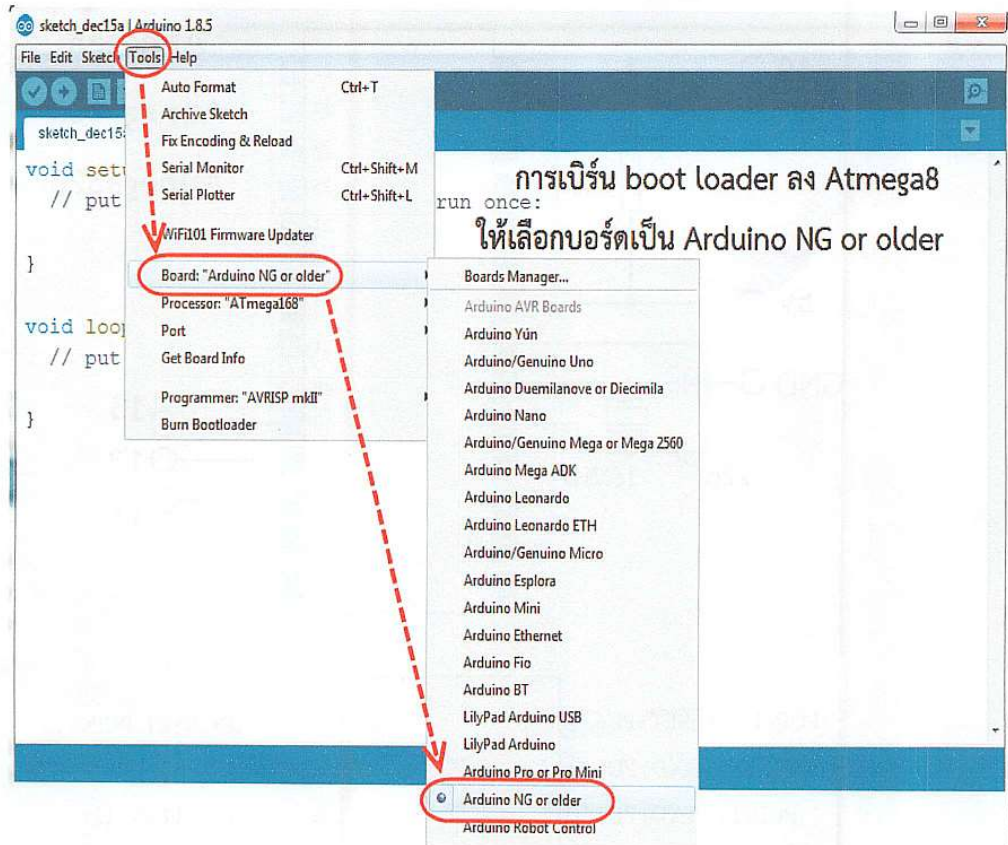 sketch_dec15a | Arduino 1.8.5
File Edit Sketch Tools Help
sketch_dec15a
Auto Format Ctrl+T
Archive Sketch
Fix Encoding & Reload
Serial Monitor Ctrl+Shift+M
Serial Plotter Ctrl+Shift+L
WiFi101 Firmware Updater
Board: "Arduino NG or older"
Processor: "ATmega168"
Port
Get Board Info
Programmer: "AVRISP mkII"
Burn Bootloader
void setu
// put run once:
}
void loop
// put
}
การเบิร์น boot loader ลง Atmega8
ให้เลือกบอร์ดเป็น Arduino NG or older
Boards Manager...
Arduino AVR Boards
Arduino Yún
Arduino/Genuino Uno
Arduino Duemilanove or Diecimila
Arduino Nano
Arduino/Genuino Mega or Mega 2560
Arduino Mega ADK
Arduino Leonardo
Arduino Leonardo ETH
Arduino/Genuino Micro
Arduino Esplora
Arduino Mini
Arduino Ethernet
Arduino Fio
Arduino BT
LilyPad Arduino USB
LilyPad Arduino
Arduino Pro or Pro Mini
Arduino NG or older
Arduino Robot Control